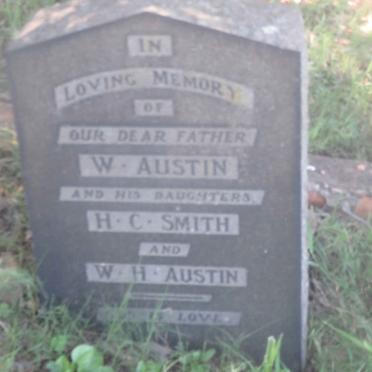 IN
LOVING MEMORY
OF
OUR DEAR FATHER
W. AUSTIN
AND HIS DAUGHTERS,
H. C. SMITH
AND
W. H. AUSTIN
LOVE.